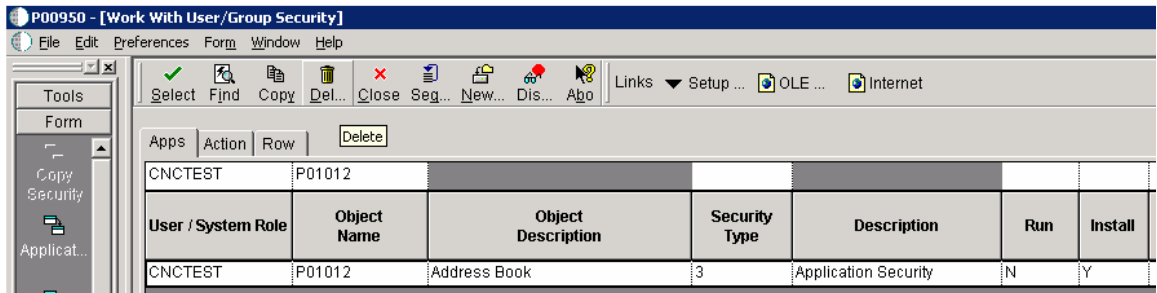 P00950 - [Work With User/Group Security]
File Edit Preferences Form Window Help
Select Find Copy Del... Close Seq... New... Dis... Abo Links Setup ... OLE ... Internet
Tools
Form
Copy Security
Applicat...
Apps Action Row Delete
CNCTEST P01012
User / System Role Object Name Object Description Security Type Description Run Install
CNCTEST P01012 Address Book 3 Application Security N Y